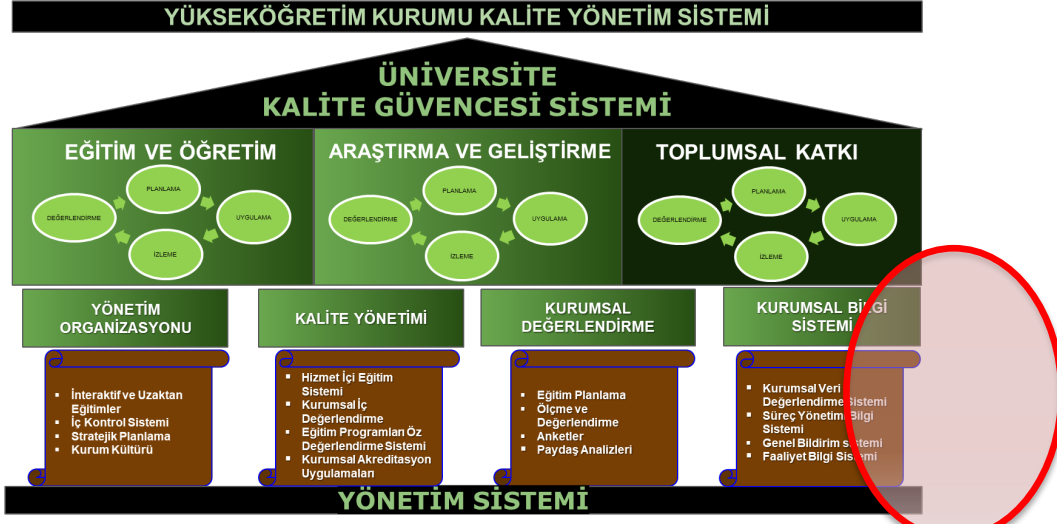 YÜKSEKÖĞRETİM KURUMU KALİTE YÖNETİM SİSTEMİ
ÜNİVERSİTE
KALİTE GÜVENCESİ SİSTEMİ
EĞİTİM VE ÖĞRETİM
PLANLAMA
DEĞERLENDİRME
UYGULAMA
İZLEME
ARAŞTIRMA VE GELİŞTİRME
PLANLAMA
DEĞERLENDİRME
UYGULAMA
İZLEME
TOPLUMSAL KATKI
PLANLAMA
DEĞERLENDİRME
UYGULAMA
İZLEME
YÖNETİM
ORGANİZASYONU
▪ İnteraktif ve Uzaktan
Eğitimler
▪ İç Kontrol Sistemi
▪ Stratejik Planlama
▪ Kurum Kültürü
KALİTE YÖNETİMİ
▪ Hizmet İçi Eğitim
Sistemi
▪ Kurumsal İç
Değerlendirme
▪ Eğitim Programları Öz
Değerlendirme Sistemi
▪ Kurumsal Akreditasyon
Uygulamaları
KURUMSAL
DEĞERLENDİRME
▪ Eğitim Planlama
▪ Ölçme ve
Değerlendirme
▪ Anketler
▪ Paydaş Analizleri
KURUMSAL BİLGİ
SİSTEMİ
▪ Kurumsal Veri
Değerlendirme Sistemi
▪ Süreç Yönetimi Bilgi
Sistemi
▪ Genel Bildirim sistemi
▪ Faaliyet Bilgi Sistemi
YÖNETİM SİSTEMİ